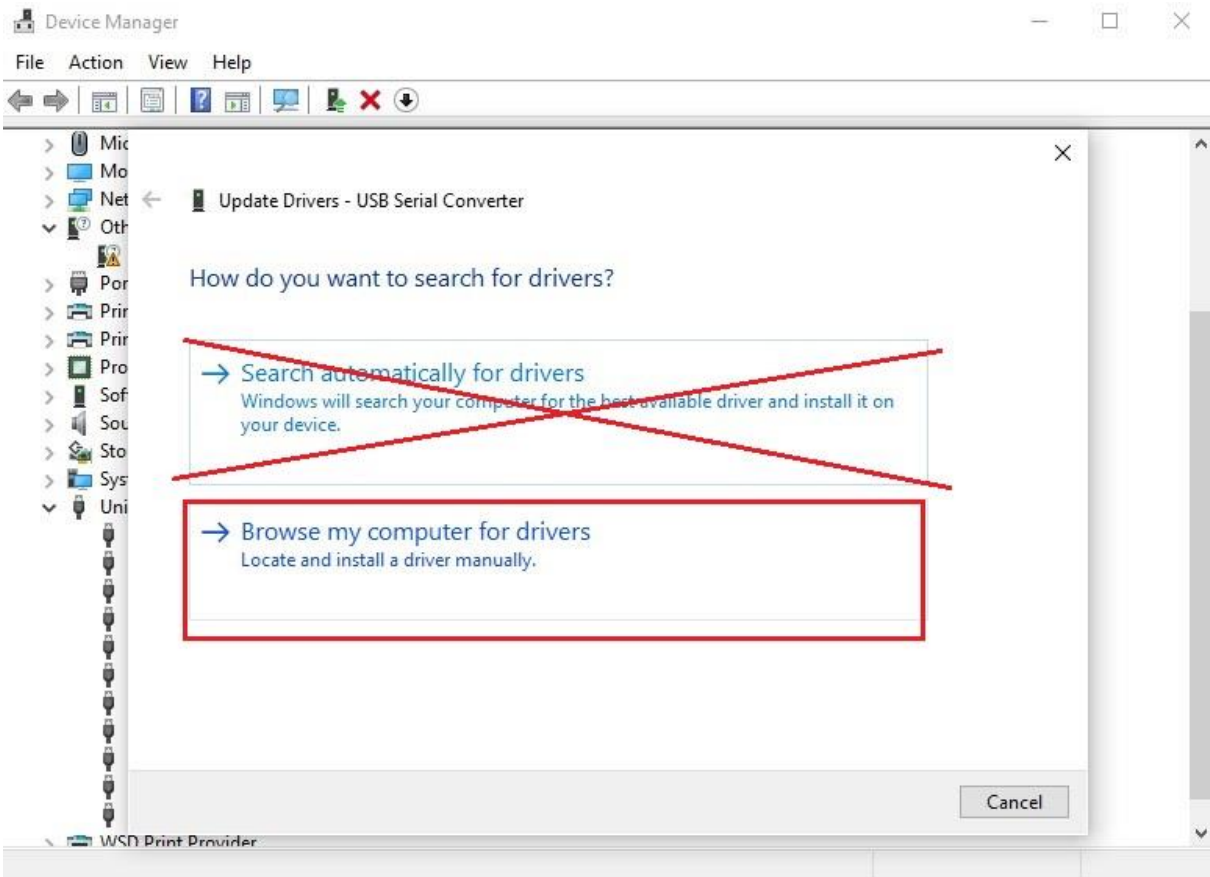 Device Manager
File Action View Help
Mic
Mo
Net
Update Drivers - USB Serial Converter
Oth
How do you want to search for drivers?
Por
Prin
Prin
Pro
Search automatically for drivers
Windows will search your computer for the best available driver and install it on
your device.
Sof
Sou
Sto
Sys
Uni
Browse my computer for drivers
Locate and install a driver manually.
Cancel
WSD Print Provider